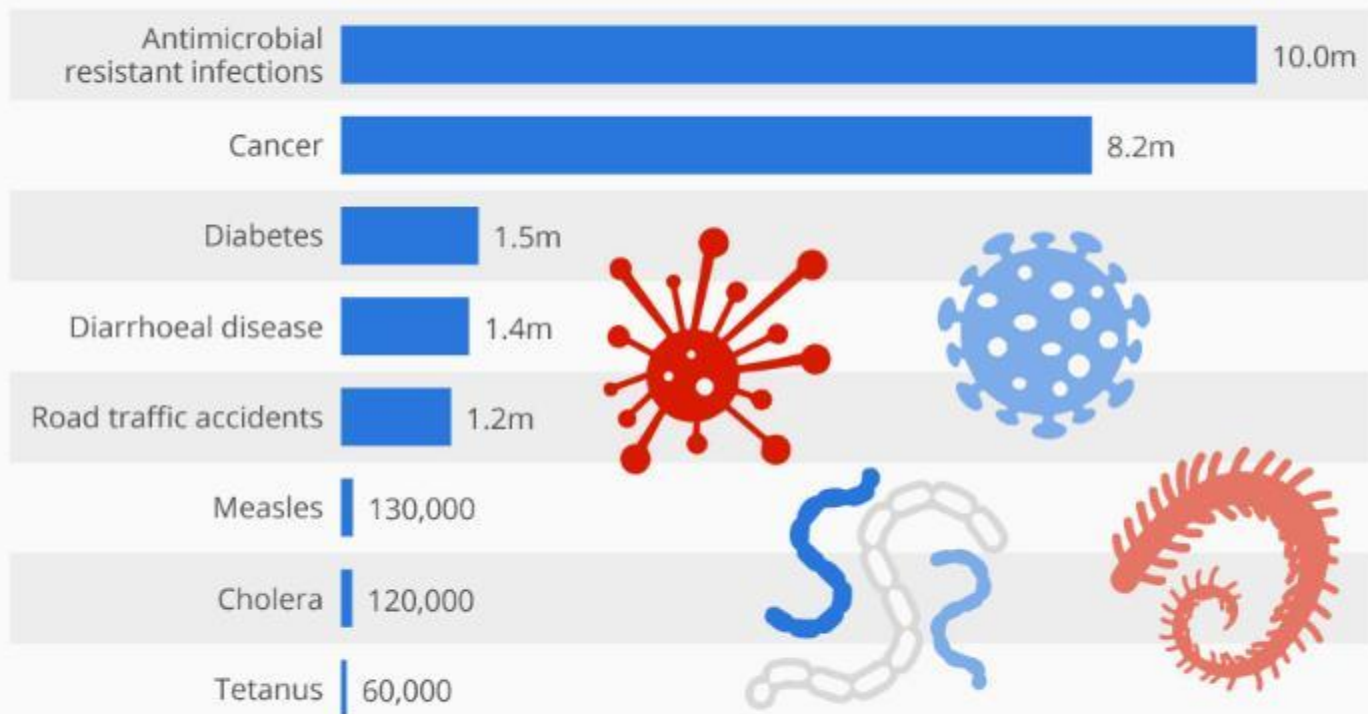 Antimicrobial
resistant infections
10.0m
Cancer
8.2m
Diabetes
1.5m
Diarrhoeal disease
1.4m
Road traffic accidents
1.2m
Measles
130,000
Cholera
120,000
Tetanus
60,000